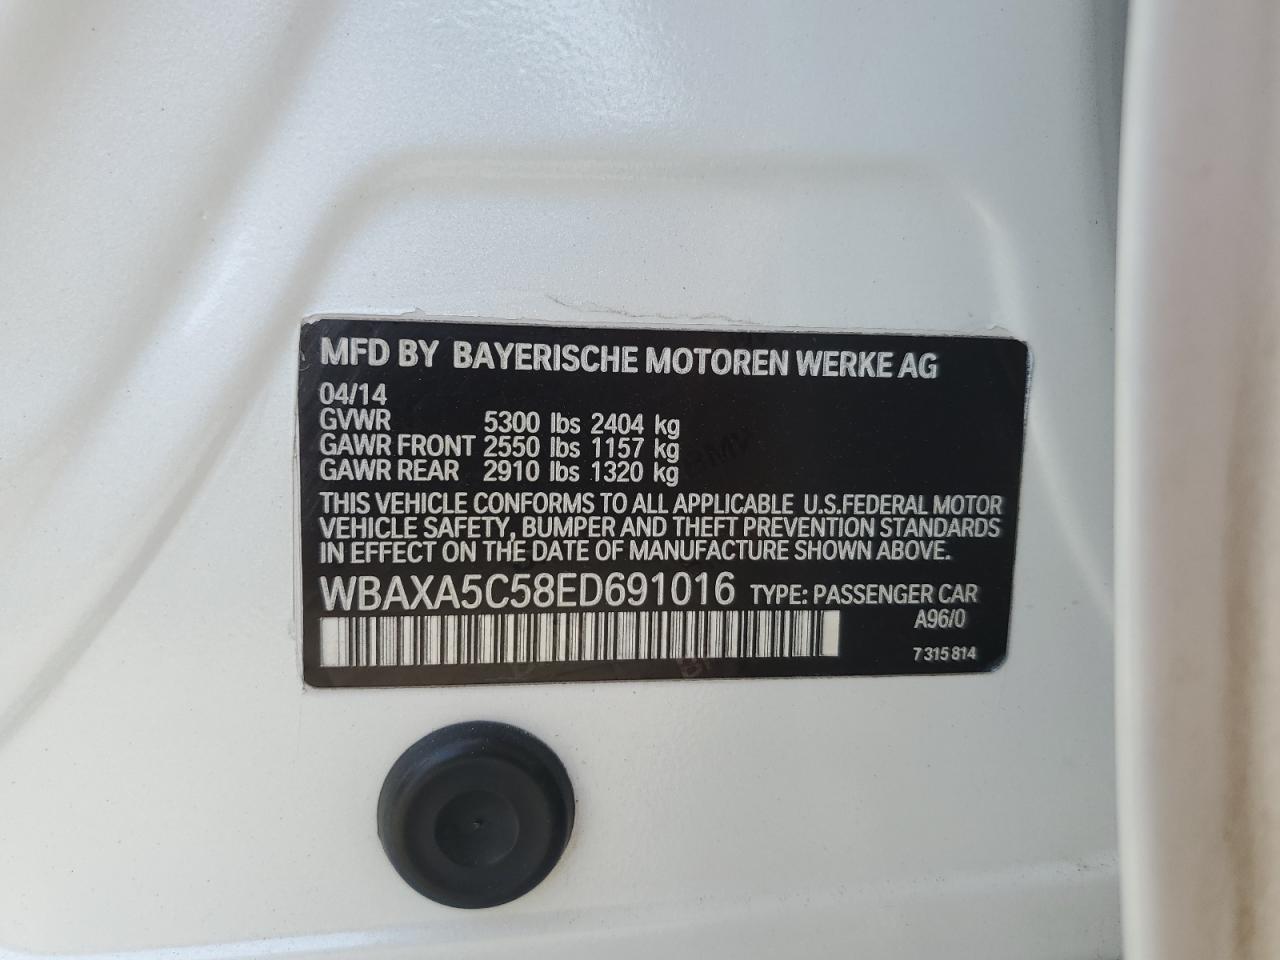 MFD BY BAYERISCHE MOTOREN WERKE AG
04/14
GVWR 5300 lbs 2404 kg
GAWR FRONT 2550 lbs 1157 kg
GAWR REAR 2910 lbs 1320 kg
THIS VEHICLE CONFORMS TO ALL APPLICABLE U.S.FEDERAL MOTOR
VEHICLE SAFETY, BUMPER AND THEFT PREVENTION STANDARDS
IN EFFECT ON THE DATE OF MANUFACTURE SHOWN ABOVE.
WBAXA5C58ED691016 TYPE: PASSENGER CAR
A96/0
7 315 814